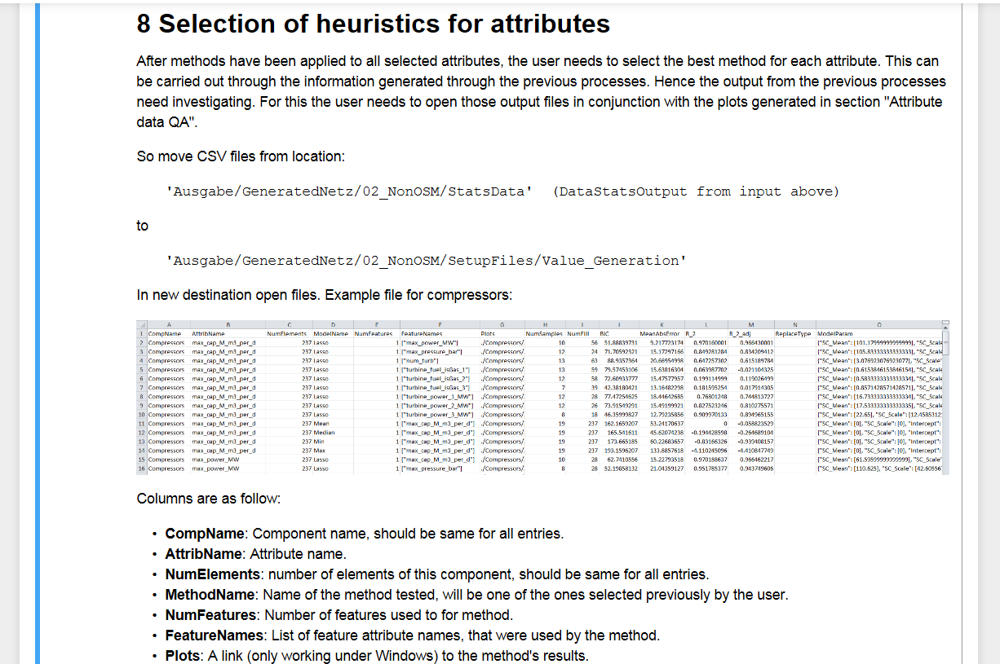 8 Selection of heuristics for attributes
After methods have been applied to all selected attributes, the user needs to select the best method for each attribute. This can
be carried out through the information generated through the previous processes. Hence the output from the previous processes
need investigating. For this the user needs to open those output files in conjunction with the plots generated in section "Attribute
data QA".
So move CSV files from location:
'Ausgabe/GeneratedNetz/02_NonOSM/StatsData' (DataStatsOutput from input above)
to
'Ausgabe/GeneratedNetz/02_NonOSM/SetupFiles/Value_Generation'
In new destination open files. Example file for compressors:
A B C D E F G H I J K L M N O
1 CompName AttribName NumElements ModelName NumFeatures FeatureNames Plots NumSamples NumFill BIC MeanAbsError R_2 R_2_adj ReplaceType ModelParam
2 Compressors max_cap_M_m3_per_d 237 Lasso 1 ["max_power_MW"] ./Compressors/ 10 56 51.88839731 9.217723174 0.970160001 0.966430001 {"SC_Mean": [101.17999999999999], "SC_Scale
3 Compressors max_cap_M_m3_per_d 237 Lasso 1 ["max_pressure_bar"] ./Compressors/ 12 24 71.70592321 15.17297166 0.849281284 0.834209412 {"SC_Mean": [105.83333333333333], "SC_Scale
4 Compressors max_cap_M_m3_per_d 237 Lasso 1 ["num_turb"] ./Compressors/ 13 63 88.9357364 20.66954998 0.647257302 0.615189784 {"SC_Mean": [3.076923076923077], "SC_Scale"
5 Compressors max_cap_M_m3_per_d 237 Lasso 1 ["turbine_fuel_isGas_1"] ./Compressors/ 13 59 79.57453106 15.63816304 0.063987702 -0.021104325 {"SC_Mean": [0.6153846153846154], "SC_Scale
6 Compressors max_cap_M_m3_per_d 237 Lasso 1 ["turbine_fuel_isGas_2"] ./Compressors/ 12 58 72.60933777 15.47577957 0.199114999 0.119026499 {"SC_Mean": [0.5833333333333334], "SC_Scale
7 Compressors max_cap_M_m3_per_d 237 Lasso 1 ["turbine_fuel_isGas_3"] ./Compressors/ 7 39 42.38180421 13.16482298 0.181595254 0.017914305 {"SC_Mean": [0.8571428571428571], "SC_Scale
8 Compressors max_cap_M_m3_per_d 237 Lasso 1 ["turbine_power_1_MW"] ./Compressors/ 12 28 77.47254625 18.44642685 0.76801248 0.744813727 {"SC_Mean": [16.733333333333334], "SC_Scale
9 Compressors max_cap_M_m3_per_d 237 Lasso 1 ["turbine_power_2_MW"] ./Compressors/ 12 26 73.91549291 15.49199921 0.827523246 0.810275571 {"SC_Mean": [17.533333333333335], "SC_Scale
10 Compressors max_cap_M_m3_per_d 237 Lasso 1 ["turbine_power_3_MW"] ./Compressors/ 8 18 46.35999827 12.79235856 0.909970133 0.894965155 {"SC_Mean": [22.65], "SC_Scale": [12.4585312
11 Compressors max_cap_M_m3_per_d 237 Mean 1 ["max_cap_M_m3_per_d"] ./Compressors/ 19 237 162.1659207 53.24170637 0 -0.058823529 {"SC_Mean": [0], "SC_Scale": [0], "Intercept":
12 Compressors max_cap_M_m3_per_d 237 Median 1 ["max_cap_M_m3_per_d"] ./Compressors/ 19 237 165.541611 45.62074238 -0.194428598 -0.264689104 {"SC_Mean": [0], "SC_Scale": [0], "Intercept":
13 Compressors max_cap_M_m3_per_d 237 Min 1 ["max_cap_M_m3_per_d"] ./Compressors/ 19 237 173.665185 60.22683657 -0.83166326 -0.939408157 {"SC_Mean": [0], "SC_Scale": [0], "Intercept":
14 Compressors max_cap_M_m3_per_d 237 Max 1 ["max_cap_M_m3_per_d"] ./Compressors/ 19 237 193.1596207 133.8857618 -4.110245096 -4.410847749 {"SC_Mean": [0], "SC_Scale": [0], "Intercept":
15 Compressors max_power_MW 237 Lasso 1 ["max_cap_M_m3_per_d"] ./Compressors/ 10 28 62.7410556 15.22793518 0.970188637 0.966462217 {"SC_Mean": [61.59599999999999], "SC_Scale"
16 Compressors max_power_MW 237 Lasso 1 ["max_pressure_bar"] ./Compressors/ 8 28 52.19858132 21.04359127 0.951785377 0.943749606 {"SC_Mean": [110.625], "SC_Scale": [42.60556
Columns are as follow:
• CompName: Component name, should be same for all entries.
• AttribName: Attribute name.
• NumElements: number of elements of this component, should be same for all entries.
• MethodName: Name of the method tested, will be one of the ones selected previously by the user.
• NumFeatures: Number of features used to for method.
• FeatureNames: List of feature attribute names, that were used by the method.
• Plots: A link (only working under Windows) to the method's results.